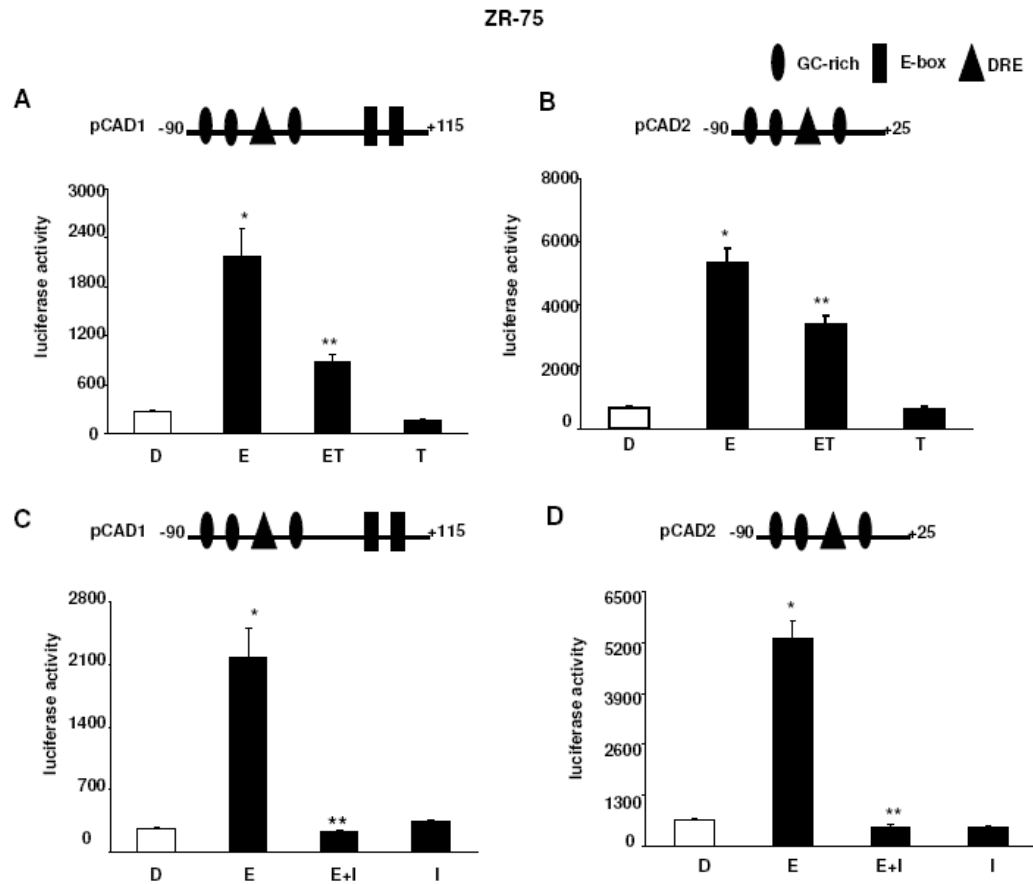 ZR-75
GC-rich E-box DRE
A
pCAD1 -90 +115
luciferase activity
3000
2400
1800
1200
600
0
*
**
D E ET T
B
pCAD2 -90 +25
luciferase activity
8000
6000
4000
2000
0
*
**
D E ET T
C
pCAD1 -90 +115
luciferase activity
2800
2100
1400
700
0
*
**
D E E+I I
D
pCAD2 -90 +25
luciferase activity
6500
5200
3900
2600
1300
0
*
**
D E E+I I